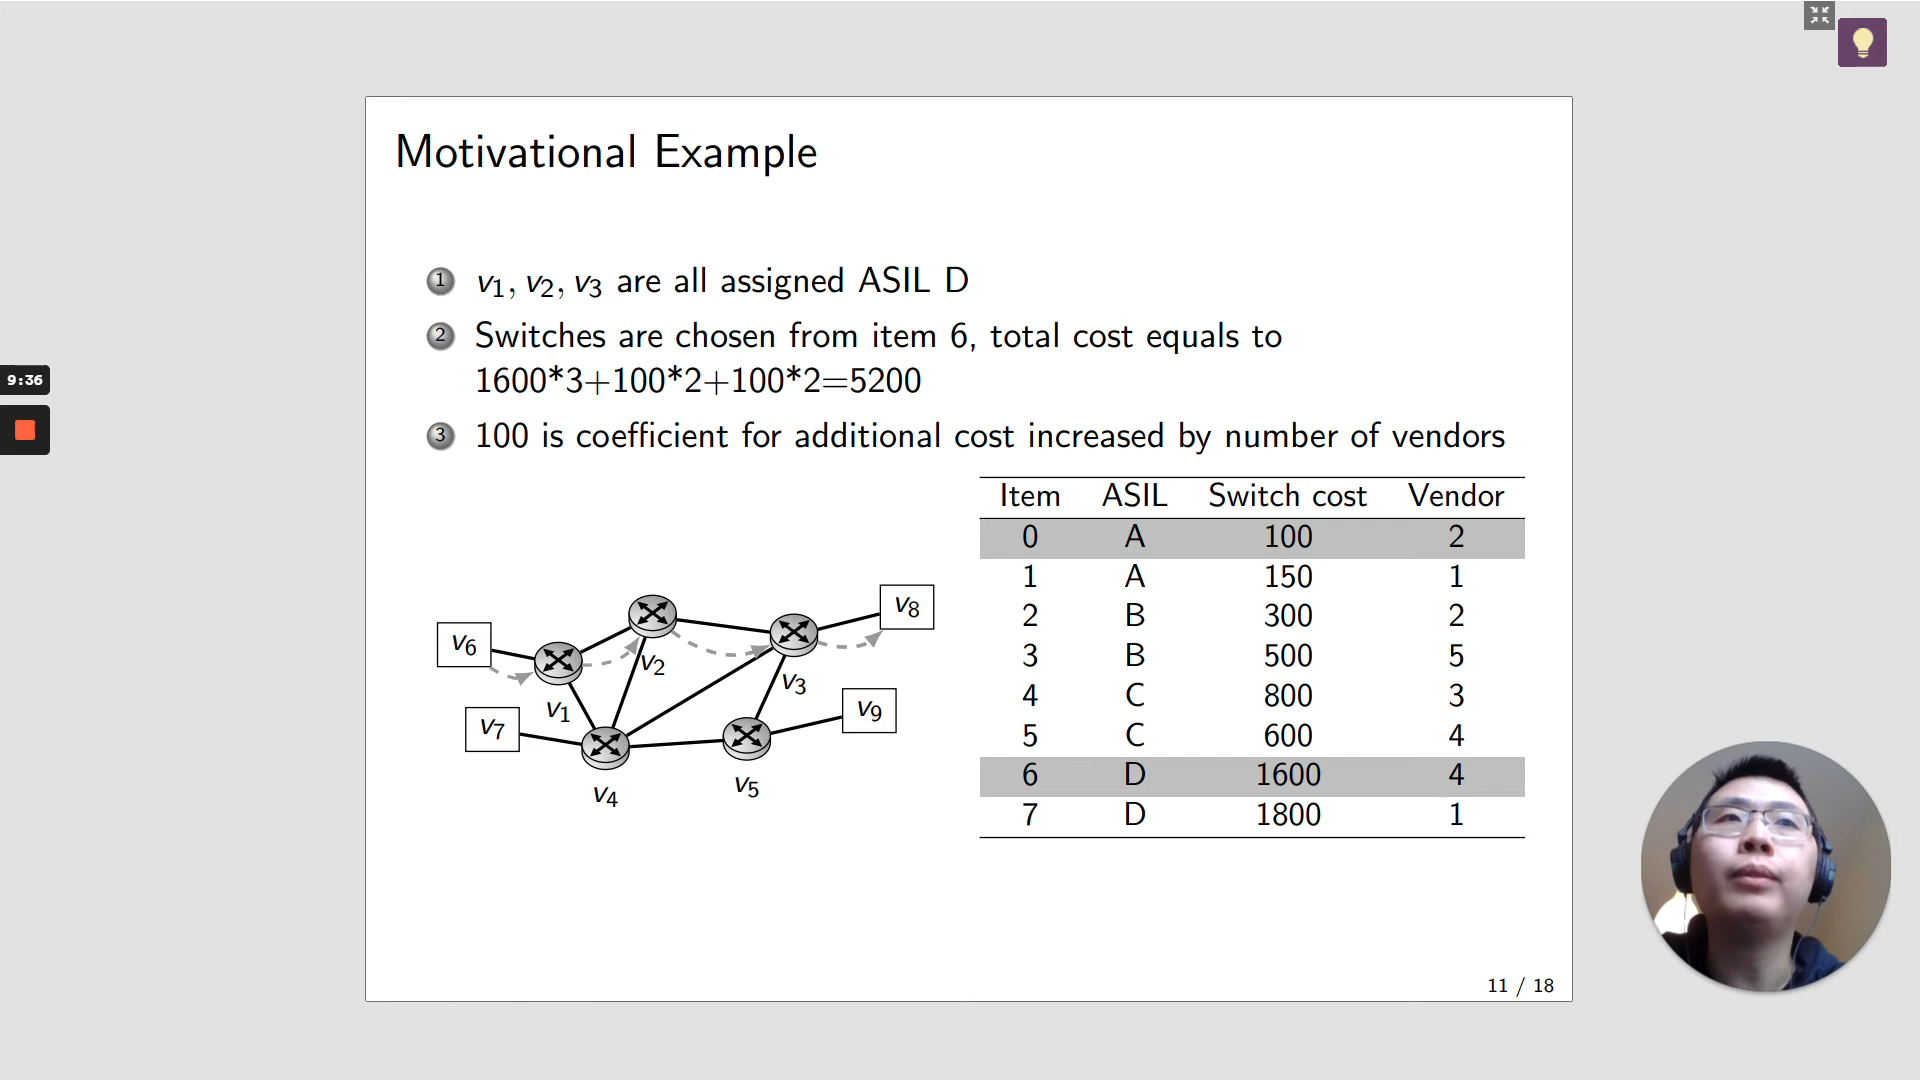 Motivational Example
1 v1, v2, v3 are all assigned ASIL D
2 Switches are chosen from item 6, total cost equals to
1600*3+100*2+100*2=5200
3 100 is coefficient for additional cost increased by number of vendors
9:36
Item ASIL Switch cost Vendor
0 A 100 2
1 A 150 1
2 B 300 2
3 B 500 5
4 C 800 3
5 C 600 4
6 D 1600 4
7 D 1800 1
v8
v6
v2
v3
v1
v9
v7
v5
v4
11 / 18